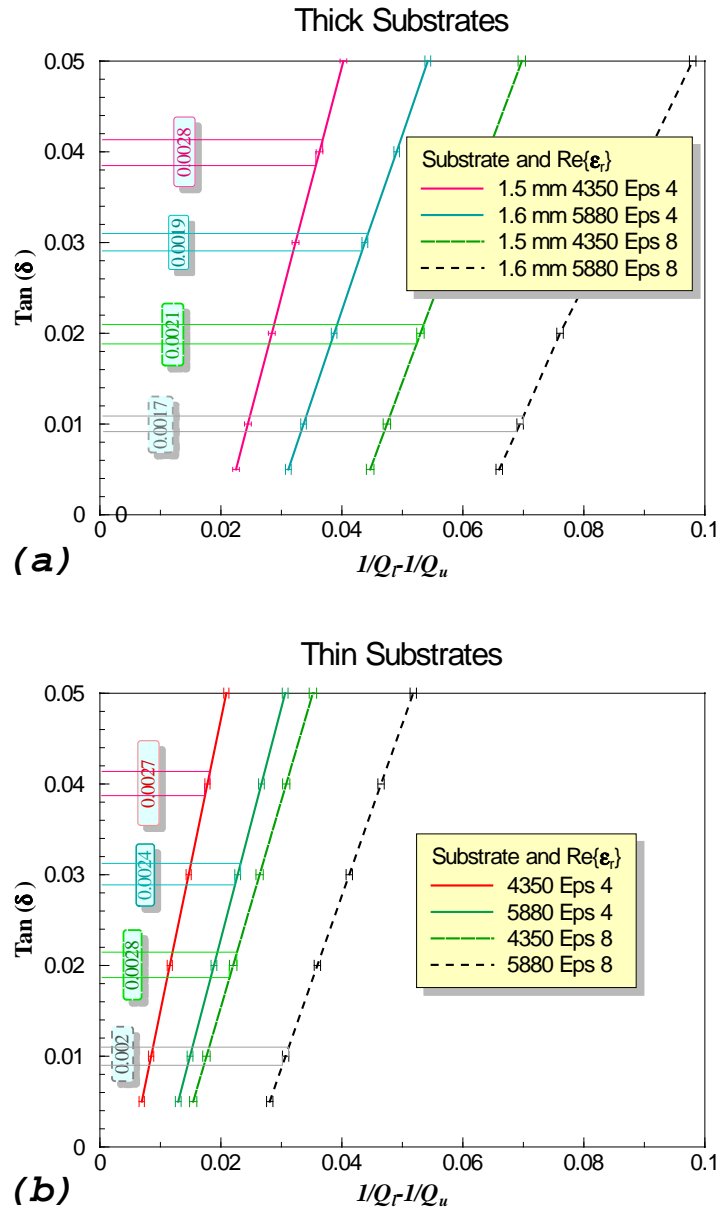 Thick Substrates
0.05
0.04
0.03
0.02
0.01
0
Tan (δ)
0.0028
0.0019
0.0021
0.0017
Substrate and Re{εr}
1.5 mm 4350 Eps 4
1.6 mm 5880 Eps 4
1.5 mm 4350 Eps 8
1.6 mm 5880 Eps 8
0 0 0.02 0.04 0.06 0.08 0.1
(a)
1/Ql-1/Qu
Thin Substrates
0.05
0.04
0.03
0.02
0.01
0
Tan (δ)
0.0027
0.0024
0.0028
0.002
Substrate and Re{εr}
4350 Eps 4
5880 Eps 4
4350 Eps 8
5880 Eps 8
0 0.02 0.04 0.06 0.08 0.1
(b)
1/Ql-1/Qu